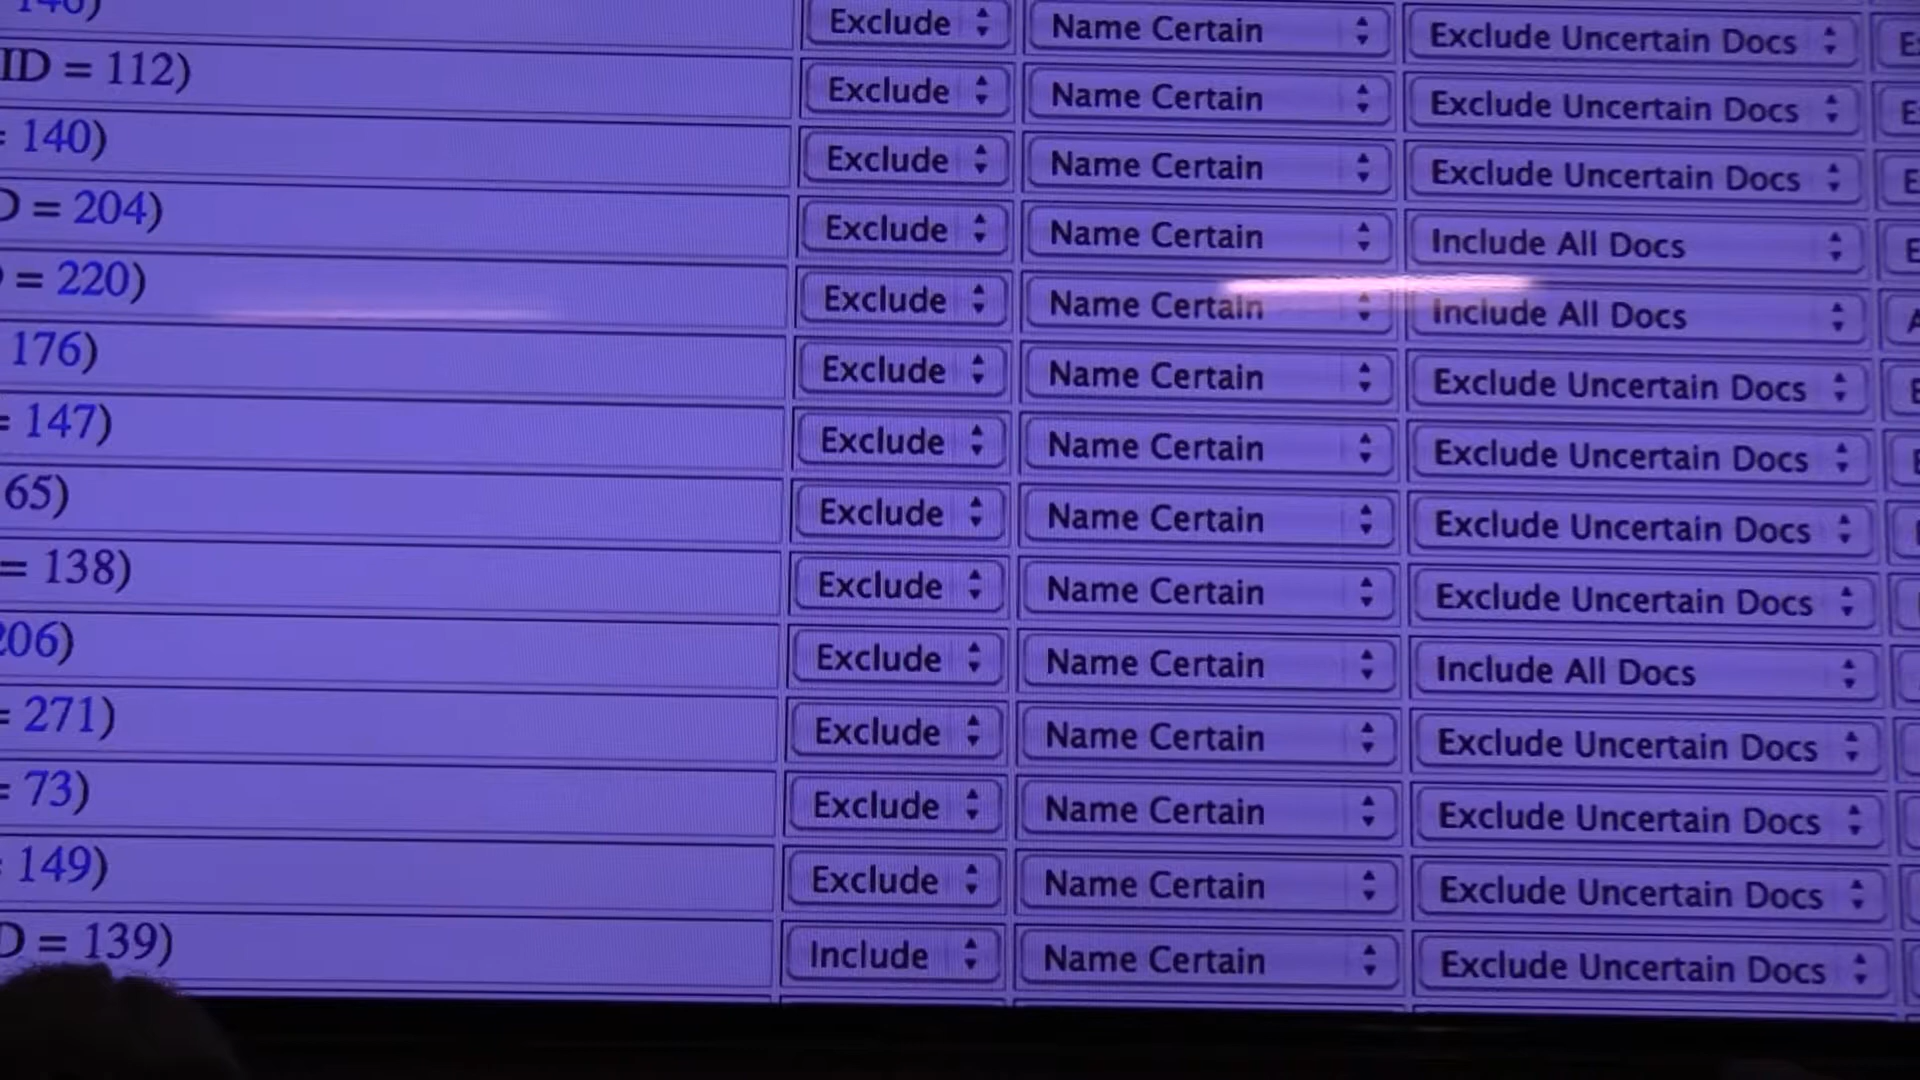 Exclude Name Certain Exclude Uncertain Docs
ID = 112) Exclude Name Certain Exclude Uncertain Docs
= 140) Exclude Name Certain Exclude Uncertain Docs
D = 204) Exclude Name Certain Include All Docs
= 220) Exclude Name Certain Include All Docs
176) Exclude Name Certain Exclude Uncertain Docs
= 147) Exclude Name Certain Exclude Uncertain Docs
65) Exclude Name Certain Exclude Uncertain Docs
= 138) Exclude Name Certain Exclude Uncertain Docs
206) Exclude Name Certain Include All Docs
= 271) Exclude Name Certain Exclude Uncertain Docs
= 73) Exclude Name Certain Exclude Uncertain Docs
149) Exclude Name Certain Exclude Uncertain Docs
D = 139) Include Name Certain Exclude Uncertain Docs